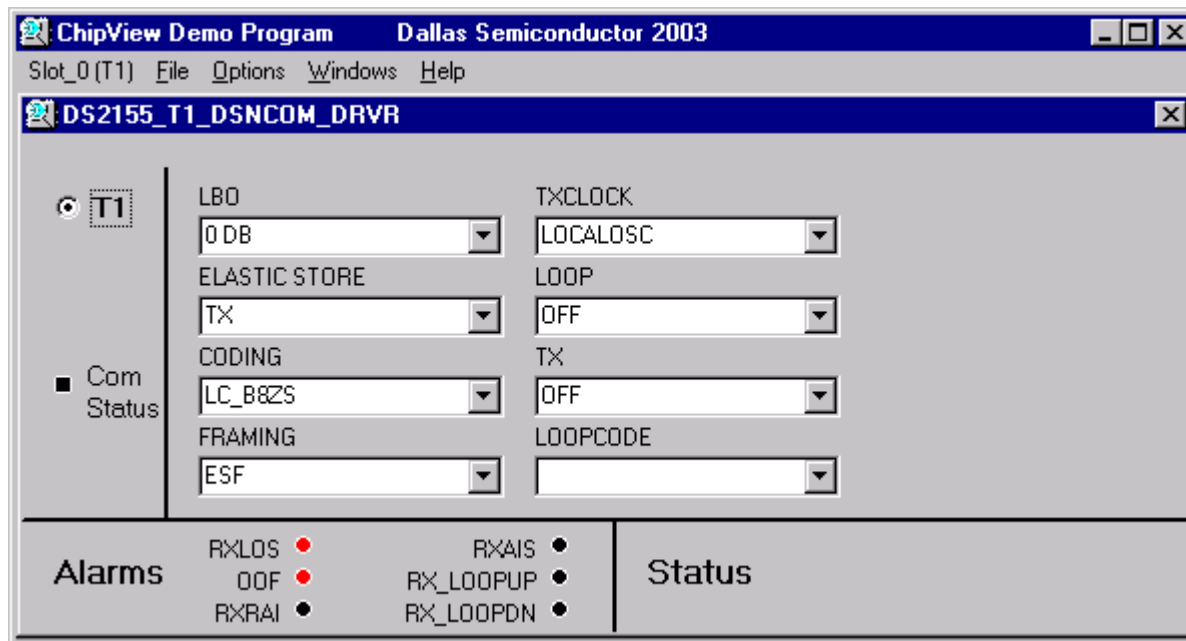 ChipView Demo Program Dallas Semiconductor 2003
Slot_0 (T1) File Options Windows Help
DS2155_T1_DSNCOM_DRVR
T1
Com
Status
LBO
0 DB
ELASTIC STORE
TX
CODING
LC_B8ZS
FRAMING
ESF
TXCLOCK
LOCALOSC
LOOP
OFF
TX
OFF
LOOPCODE
Alarms
RXLOS
OOF
RXRAI
RXAIS
RX_LOOPUP
RX_LOOPDN
Status